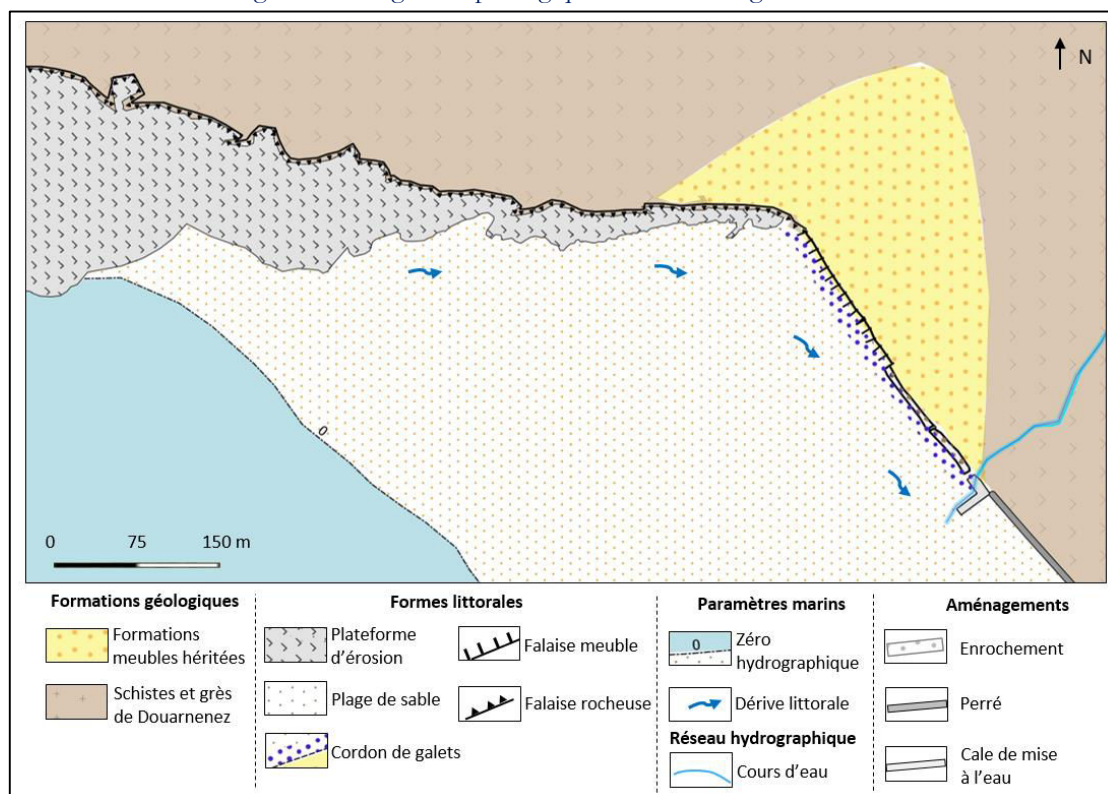 N
0
0 75 150 m
Formations géologiques
Formations
meubles héritées
Schistes et grès
de Douarnenez
Formes littorales
Plateforme
d'érosion
Plage de sable
Cordon de galets
Falaise meuble
Falaise rocheuse
Paramètres marins
0
Zéro
hydrographique
Dérive littorale
Réseau hydrographique
Cours d'eau
Aménagements
Enrochement
Perré
Cale de mise
à l'eau